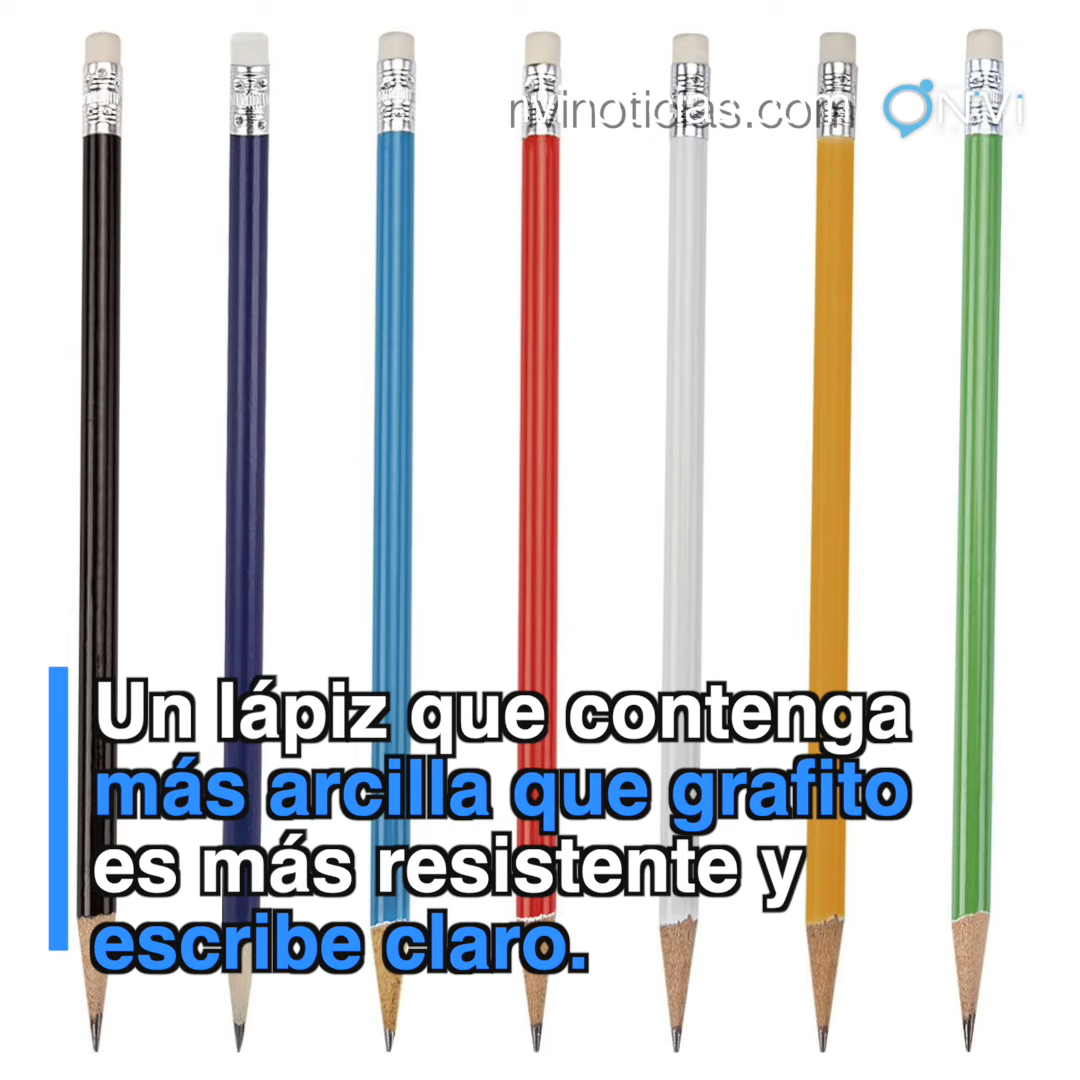 nvinoticias.com NVI
Un lápiz que contenga
más arcilla que grafito
es más resistente y
escribe claro.